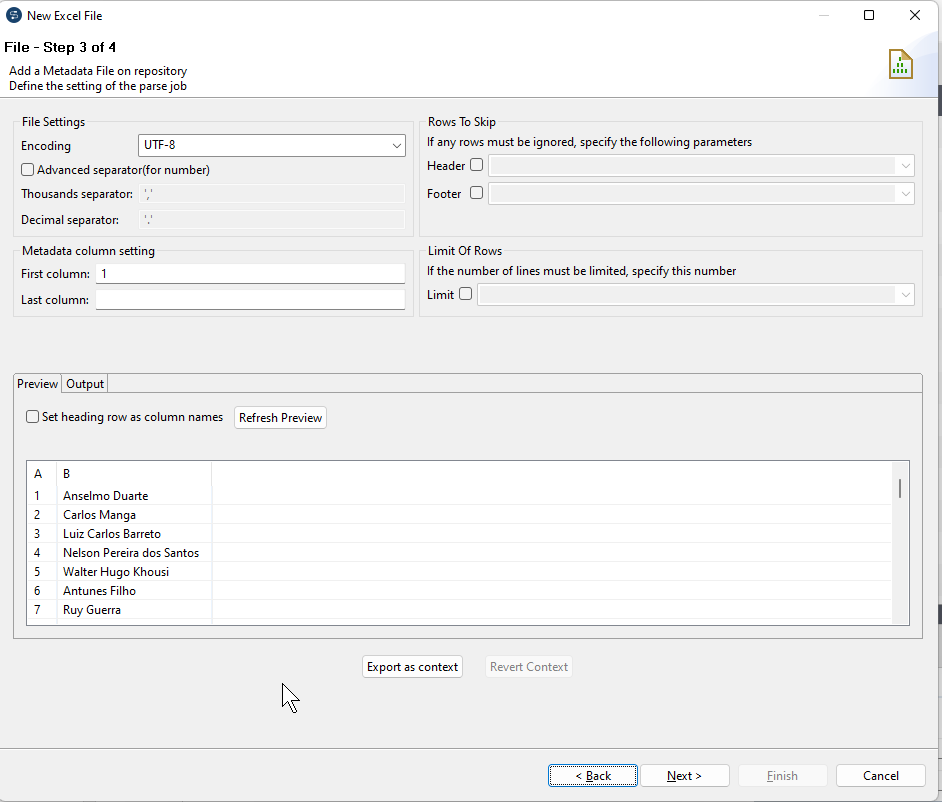 New Excel File
File - Step 3 of 4
Add a Metadata File on repository
Define the setting of the parse job
File Settings
Encoding UTF-8
Advanced separator(for number)
Thousands separator: ','
Decimal separator: '.'
Rows To Skip
If any rows must be ignored, specify the following parameters
Header
Footer
Metadata column setting
First column: 1
Last column:
Limit Of Rows
If the number of lines must be limited, specify this number
Limit
Preview Output
Set heading row as column names Refresh Preview
A B
1 Anselmo Duarte
2 Carlos Manga
3 Luiz Carlos Barreto
4 Nelson Pereira dos Santos
5 Walter Hugo Khousi
6 Antunes Filho
7 Ruy Guerra
Export as context Revert Context
< Back Next > Finish Cancel